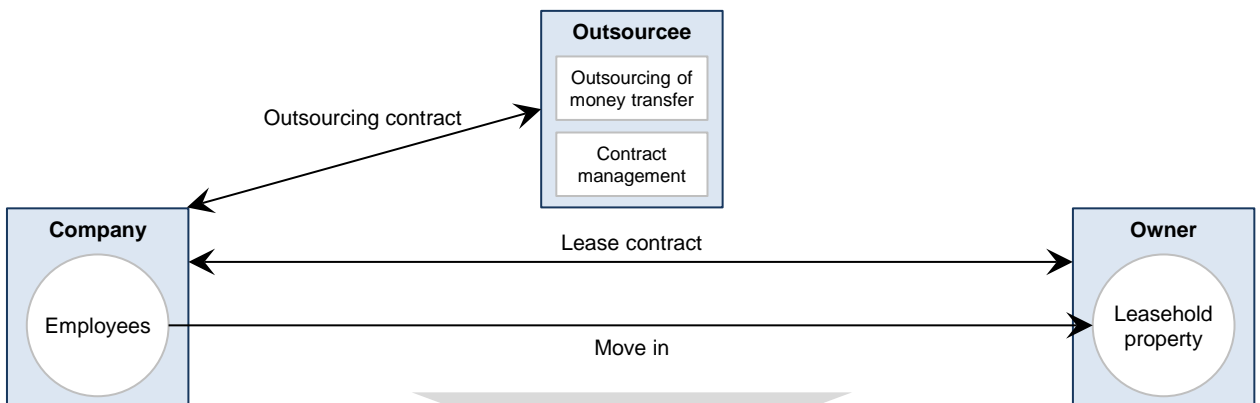 Outsourcee
Outsourcing of
money transfer
Outsourcing contract
Contract
management
Company
Lease contract
Owner
Employees
Leasehold
property
Move in